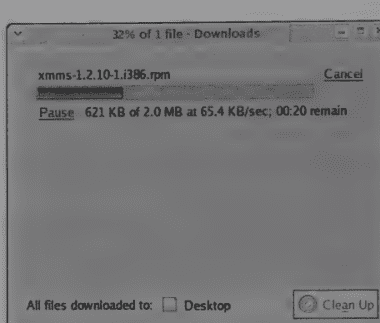 32% of 1 file - Downloads
xmms-1.2.10-1.i386.rpm Cancel
Pause 621 KB of 2.0 MB at 65.4 KB/sec; 00:20 remain
All files downloaded to: Desktop Clean Up